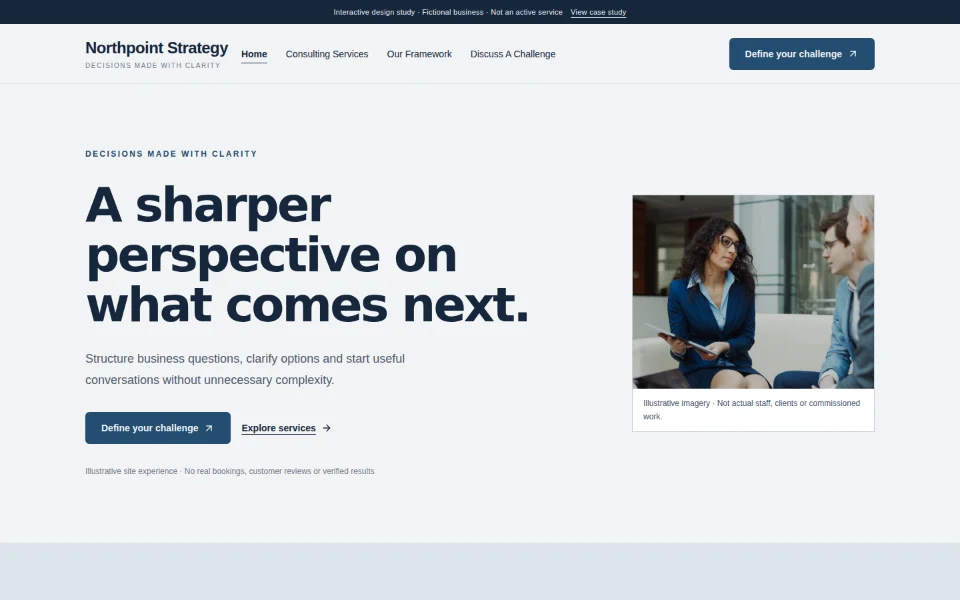 Interactive design study · Fictional business · Not an active service View case study
Northpoint Strategy
DECISIONS MADE WITH CLARITY
Home
Consulting Services
Our Framework
Discuss A Challenge
Define your challenge
DECISIONS MADE WITH CLARITY
A sharper
perspective on
what comes next.
Structure business questions, clarify options and start useful
conversations without unnecessary complexity.
Define your challenge
Explore services
Illustrative site experience · No real bookings, customer reviews or verified results
Illustrative imagery · Not actual staff, clients or commissioned
work.